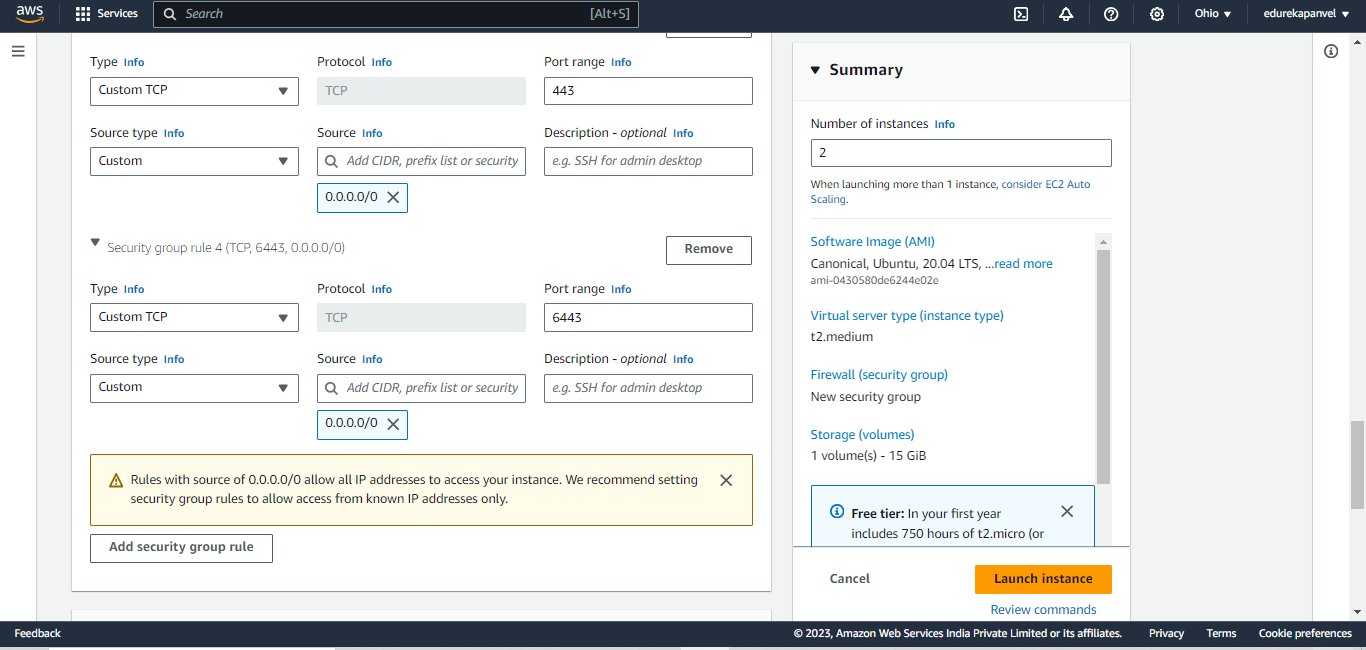 aws
Services
Search
[Alt+S]
Ohio
edurekapanvel
Type Info
Protocol Info
Port range Info
Custom TCP
TCP
443
Source type Info
Source Info
Description - optional Info
Custom
Add CIDR, prefix list or security
e.g. SSH for admin desktop
0.0.0.0/0
Security group rule 4 (TCP, 6443, 0.0.0.0/0)
Remove
Type Info
Protocol Info
Port range Info
Custom TCP
TCP
6443
Source type Info
Source Info
Description - optional Info
Custom
Add CIDR, prefix list or security
e.g. SSH for admin desktop
0.0.0.0/0
Rules with source of 0.0.0.0/0 allow all IP addresses to access your instance. We recommend setting
security group rules to allow access from known IP addresses only.
Add security group rule
Summary
Number of instances Info
2
When launching more than 1 instance, consider EC2 Auto
Scaling.
Software Image (AMI)
Canonical, Ubuntu, 20.04 LTS, ...read more
ami-0430580de6244e02e
Virtual server type (instance type)
t2.medium
Firewall (security group)
New security group
Storage (volumes)
1 volume(s) - 15 GiB
Free tier: In your first year
includes 750 hours of t2.micro (or
Cancel
Launch instance
Review commands
Feedback
© 2023, Amazon Web Services India Private Limited or its affiliates.
Privacy
Terms
Cookie preferences